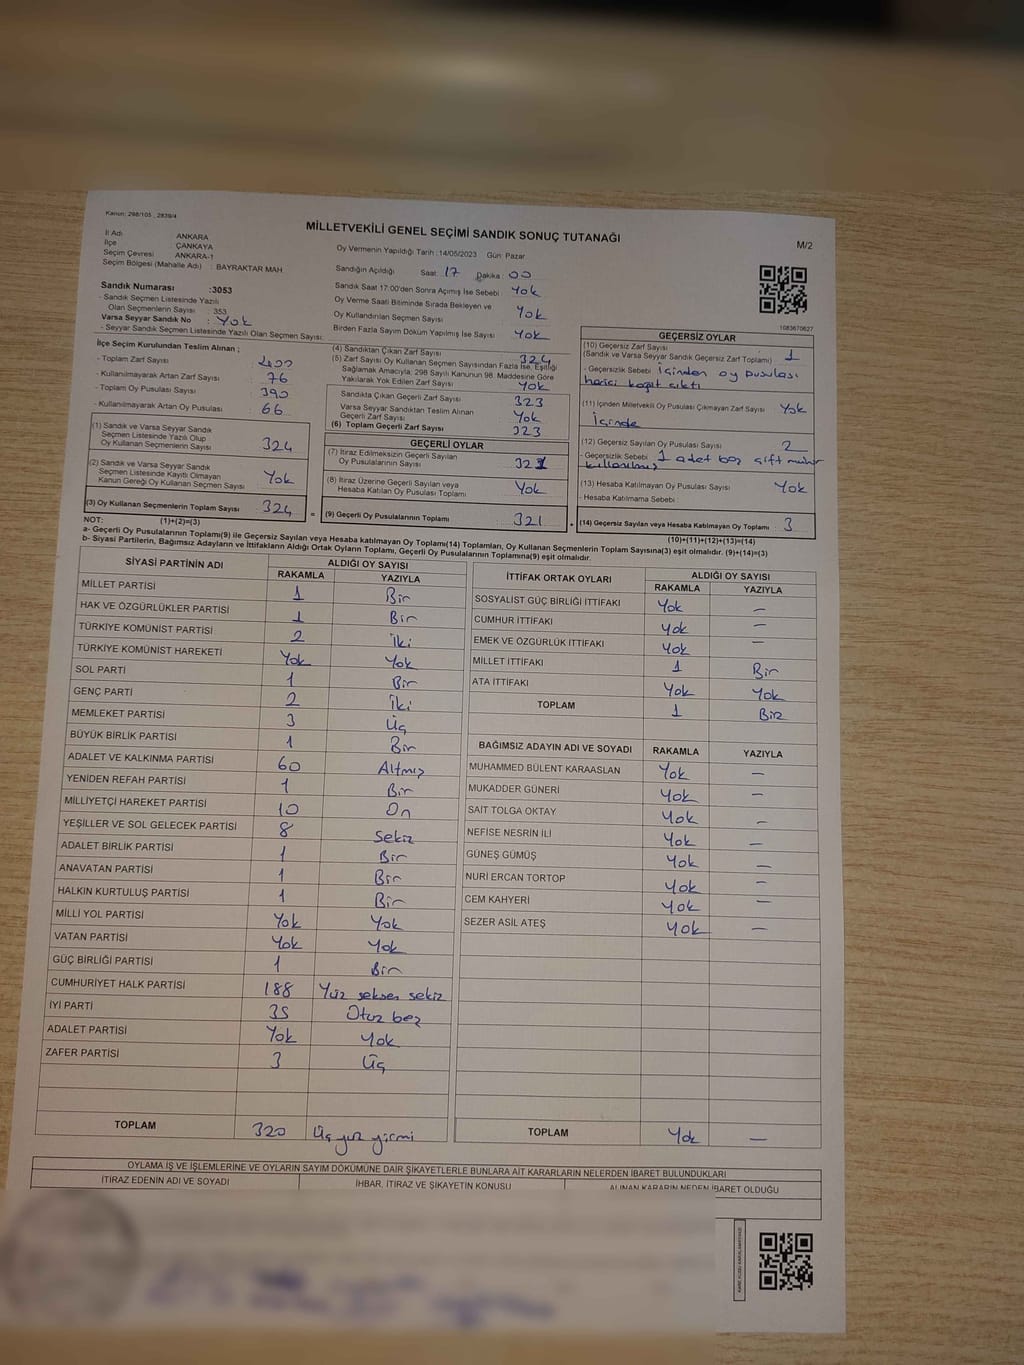 Kanun: 298/105 , 2839/4
MİLLETVEKİLİ GENEL SEÇİMİ SANDIK SONUÇ TUTANAĞI
M/2
İl Adı ANKARA
İlçe ÇANKAYA
Seçim Çevresi ANKARA-1
Seçim Bölgesi (Mahalle Adı) : BAYRAKTAR MAH
Oy Vermenin Yapıldığı Tarih : 14/05/2023 Gün: Pazar
Sandığın Açıldığı Saat: 17 Dakika : 00
Sandık Saat 17:00'den Sonra Açımış İse Sebebi Yok
Oy Verme Saati Bitiminde Sırada Bekleyen ve
Oy Kullandırılan Seçmen Sayısı Yok
Birden Fazla Sayım Döküm Yapılmış İse Sayısı Yok
Sandık Numarası :3053
- Sandık Seçmen Listesinde Yazılı
Olan Seçmenlerin Sayısı : 353
Varsa Seyyar Sandık No : Yok
- Seyyar Sandık Seçmen Listesinde Yazılı Olan Seçmen Sayısı:
1083670627
İlçe Seçim Kurulundan Teslim Alınan ;
- Toplam Zarf Sayısı : 400
- Kullanılmayarak Artan Zarf Sayısı : 76
- Toplam Oy Pusulası Sayısı : 390
- Kullanılmayarak Artan Oy Pusulası : 66
(1) Sandık ve Varsa Seyyar Sandık
Seçmen Listesinde Yazılı Olup
Oy Kullanan Seçmenlerin Sayısı : 324
(2) Sandık ve Varsa Seyyar Sandık
Seçmen Listesinde Kayıtlı Olmayan
Kanun Gereği Oy Kullanan Seçmen Sayısı : Yok
(3) Oy Kullanan Seçmenlerin Toplam Sayısı : 324
(4) Sandıktan Çıkan Zarf Sayısı : 324
(5) Zarf Sayısı Oy Kullanan Seçmen Sayısından Fazla İse, Eşitliği
Sağlamak Amacıyla, 298 Sayılı Kanunun 98. Maddesine Göre
Yakılarak Yok Edilen Zarf Sayısı : Yok
Sandıkta Çıkan Geçerli Zarf Sayısı : 323
Varsa Seyyar Sandıktan Teslim Alınan
Geçerli Zarf Sayısı : Yok
(6) Toplam Geçerli Zarf Sayısı : 323
GEÇERLİ OYLAR
(7) İtiraz Edilmeksizin Geçerli Sayılan
Oy Pusulalarının Sayısı : 321
(8) İtiraz Üzerine Geçerli Sayılan veya
Hesaba Katılan Oy Pusulası Toplamı : Yok
= (9) Geçerli Oy Pusulalarının Toplamı : 321
GEÇERSİZ OYLAR
(10) Geçersiz Zarf Sayısı
(Sandık ve Varsa Seyyar Sandık Geçersiz Zarf Toplamı) : 1
- Geçersizlik Sebebi : İçinden oy pusulası
harici kağıt çıktı
(11) İçinden Milletvekili Oy Pusulası Çıkmayan Zarf Sayısı : Yok
İçinde
(12) Geçersiz Sayılan Oy Pusulası Sayısı : 2
- Geçersizlik Sebebi : 1 adet boş çift mühür
kullanılmış
(13) Hesaba Katılmayan Oy Pusulası Sayısı : Yok
- Hesaba Katılmama Sebebi :
+ (14) Geçersiz Sayılan veya Hesaba Katılmayan Oy Toplamı : 3
NOT: (1)+(2)=(3) (10)+(11)+(12)+(13)=(14)
a- Geçerli Oy Pusulalarının Toplamı(9) ile Geçersiz Sayılan veya Hesaba Katılmayan Oy Toplamı(14) Toplamları, Oy Kullanan Seçmenlerin Toplam Sayısına(3) eşit olmalıdır. (9)+(14)=(3)
b- Siyasi Partilerin, Bağımsız Adayların ve İttifakların Aldığı Ortak Oyların Toplamı, Geçerli Oy Pusulalarının Toplamına(9) eşit olmalıdır.
SİYASİ PARTİNİN ADI ALDIĞI OY SAYISI
RAKAMLA YAZIYLA
MİLLET PARTİSİ 1 Bir
HAK VE ÖZGÜRLÜKLER PARTİSİ 1 Bir
TÜRKİYE KOMÜNİST PARTİSİ 2 İki
TÜRKİYE KOMÜNİST HAREKETİ Yok Yok
SOL PARTİ 1 Bir
GENÇ PARTİ 2 İki
MEMLEKET PARTİSİ 3 Üç
BÜYÜK BİRLİK PARTİSİ 1 Bir
ADALET VE KALKINMA PARTİSİ 60 Altmış
YENİDEN REFAH PARTİSİ 1 Bir
MİLLİYETÇİ HAREKET PARTİSİ 10 On
YEŞİLLER VE SOL GELECEK PARTİSİ 8 Sekiz
ADALET BİRLİK PARTİSİ 1 Bir
ANAVATAN PARTİSİ 1 Bir
HALKIN KURTULUŞ PARTİSİ 1 Bir
MİLLİ YOL PARTİSİ Yok Yok
VATAN PARTİSİ Yok Yok
GÜÇ BİRLİĞİ PARTİSİ 1 Bir
CUMHURİYET HALK PARTİSİ 188 Yüz seksen sekiz
İYİ PARTİ 35 Otuz beş
ADALET PARTİSİ Yok Yok
ZAFER PARTİSİ 3 Üç
TOPLAM 320 Üç yüz yirmi
İTTİFAK ORTAK OYLARI ALDIĞI OY SAYISI
RAKAMLA YAZIYLA
SOSYALİST GÜÇ BİRLİĞİ İTTİFAKI Yok —
CUMHUR İTTİFAKI Yok —
EMEK VE ÖZGÜRLÜK İTTİFAKI Yok —
MİLLET İTTİFAKI 1 Bir
ATA İTTİFAKI Yok Yok
TOPLAM 1 Bir
BAĞIMSIZ ADAYIN ADI VE SOYADI RAKAMLA YAZIYLA
MUHAMMED BÜLENT KARAASLAN Yok —
MUKADDER GÜNERİ Yok —
SAİT TOLGA OKTAY Yok —
NEFİSE NESRİN İLİ Yok —
GÜNEŞ GÜMÜŞ Yok —
NURİ ERCAN TORTOP Yok —
CEM KAHYERİ Yok —
SEZER ASİL ATEŞ Yok —
TOPLAM Yok —
OYLAMA İŞ VE İŞLEMLERİNE VE OYLARIN SAYIM DÖKÜMÜNE DAİR ŞİKAYETLERLE BUNLARA AİT KARARLARIN NELERDEN İBARET BULUNDUKLARI
İTİRAZ EDENİN ADI VE SOYADI İHBAR, İTİRAZ VE ŞİKAYETİN KONUSU ALINAN KARARIN NEDEN İBARET OLDUĞU